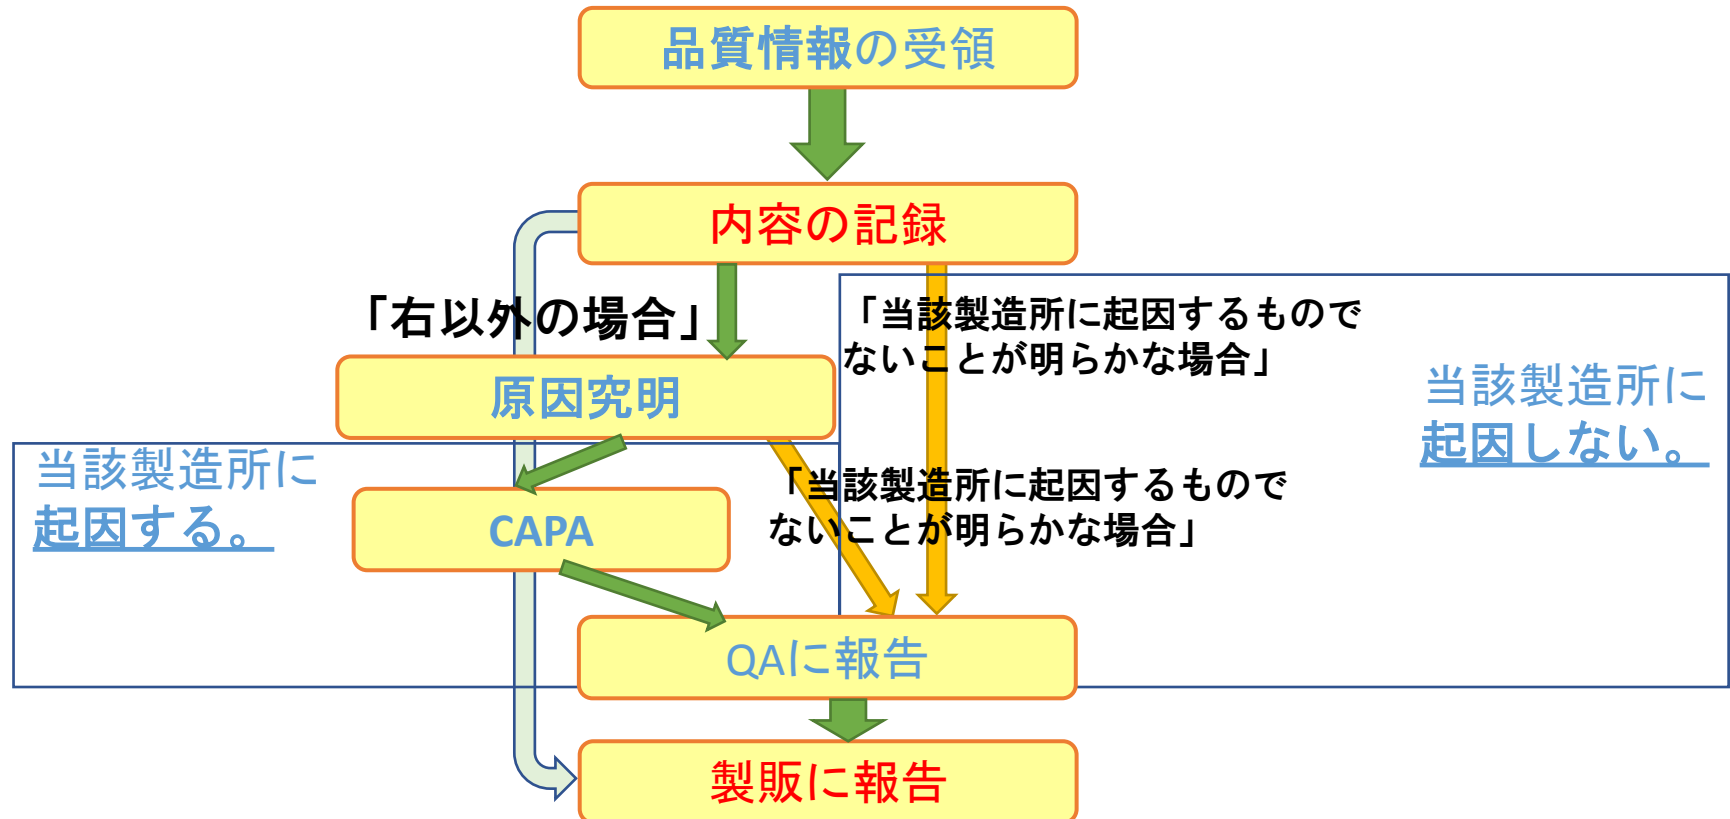 品質情報の受領
内容の記録
「右以外の場合」
「当該製造所に起因するもので
ないことが明らかな場合」
原因究明
当該製造所に
起因しない。
当該製造所に
起因する。
「当該製造所に起因するもので
ないことが明らかな場合」
CAPA
QAに報告
製販に報告